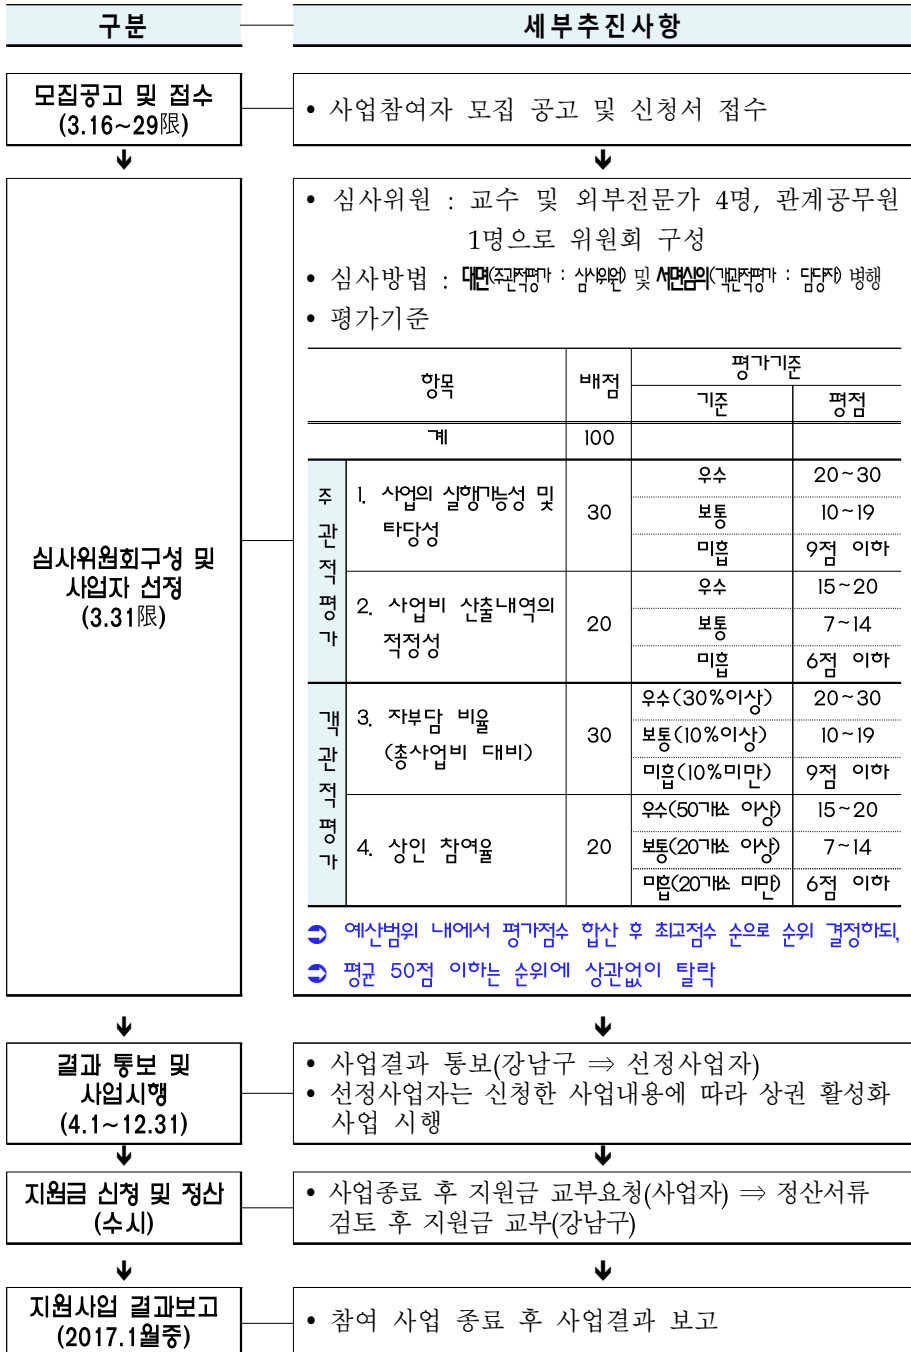 구분
세부추진사항
모집공고 및 접수
(3.16~29限)
• 사업참여자 모집 공고 및 신청서 접수
심사위원회구성 및
사업자 선정
(3.31限)
• 심사위원 : 교수 및 외부전문가 4명, 관계공무원
1명으로 위원회 구성
• 심사방법 : 대면(주관적평가 : 심사위원) 및 서면심의(객관적평가 : 담당자) 병행
• 평가기준
항목 배점 평가기준
기준 평점
계 100
주관적평가
1. 사업의 실행가능성 및
타당성
30
우수 20~30
보통 10~19
미흡 9점 이하
2. 사업비 산출내역의
적정성
20
우수 15~20
보통 7~14
미흡 6점 이하
객관적평가
3. 자부담 비율
(총사업비 대비)
30
우수(30%이상) 20~30
보통(10%이상) 10~19
미흡(10%미만) 9점 이하
4. 상인 참여율
20
우수(50개소 이상) 15~20
보통(20개소 이상) 7~14
미흡(20개소 미만) 6점 이하
➲ 예산범위 내에서 평가점수 합산 후 최고점수 순으로 순위 결정하되,
➲ 평균 50점 이하는 순위에 상관없이 탈락
결과 통보 및
사업시행
(4.1~12.31)
• 사업결과 통보(강남구 ⇒ 선정사업자)
• 선정사업자는 신청한 사업내용에 따라 상권 활성화
사업 시행
지원금 신청 및 정산
(수시)
• 사업종료 후 지원금 교부요청(사업자) ⇒ 정산서류
검토 후 지원금 교부(강남구)
지원사업 결과보고
(2017.1월중)
• 참여 사업 종료 후 사업결과 보고